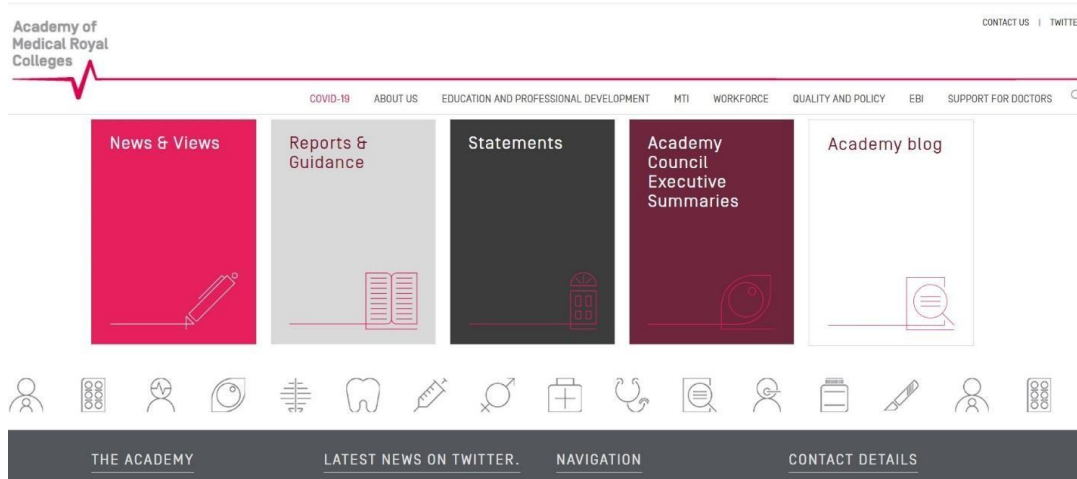 Academy of
Medical Royal
Colleges
CONTACT US | TWITTE
COVID-19 ABOUT US EDUCATION AND PROFESSIONAL DEVELOPMENT MTI WORKFORCE QUALITY AND POLICY EBI SUPPORT FOR DOCTORS
News & Views
Reports &
Guidance
Statements
Academy
Council
Executive
Summaries
Academy blog
THE ACADEMY
LATEST NEWS ON TWITTER.
NAVIGATION
CONTACT DETAILS